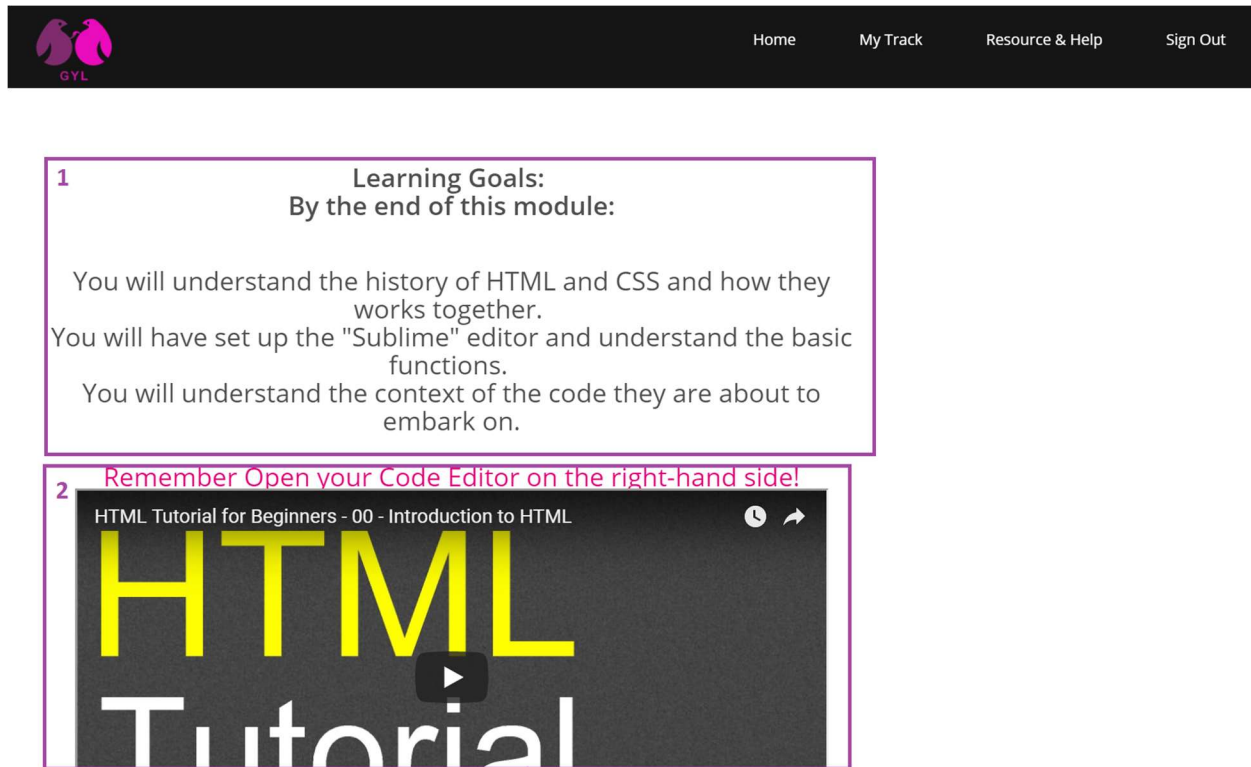 GYL
Home My Track Resource & Help Sign Out
1
Learning Goals:
By the end of this module:
You will understand the history of HTML and CSS and how they
works together.
You will have set up the "Sublime" editor and understand the basic
functions.
You will understand the context of the code they are about to
embark on.
2
Remember Open your Code Editor on the right-hand side!
HTML Tutorial for Beginners - 00 - Introduction to HTML
HTML
Tutorial